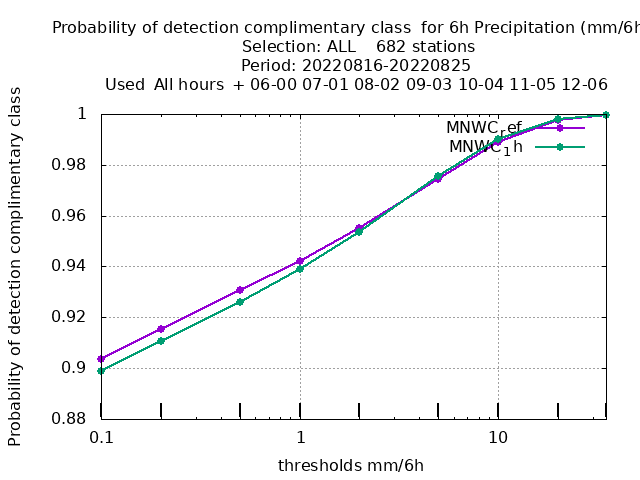 Probability of detection complimentary class  for 6h Precipitation (mm/6h
Selection: ALL    682 stations
Period: 20220816-20220825
Used  All hours  + 06-00 07-01 08-02 09-03 10-04 11-05 12-06
Probability of detection complimentary class
1
0.98
0.96
0.94
0.92
0.9
0.88
MNWC_ref
MNWC_1h
0.1
1
10
thresholds mm/6h